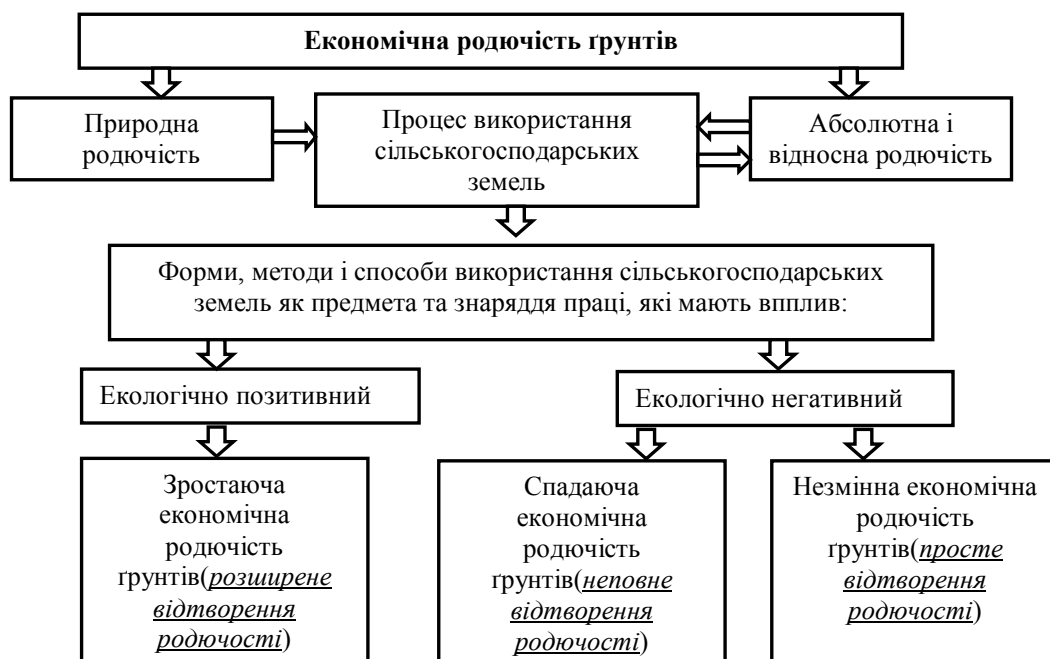 Економічна родючість ґрунтів
Природна
родючість
Процес використання
сільськогосподарських
земель
Абсолютна і
відносна родючість
Форми, методи і способи використання сільськогосподарських
земель як предмета та знаряддя праці, які мають впплив:
Екологічно позитивний
Екологічно негативний
Зростаюча
економічна
родючість
ґрунтів(розширене
відтворення
родючості)
Спадаюча
економічна
родючість
ґрунтів(неповне
відтворення
родючості)
Незмінна економічна
родючість
ґрунтів(просте
відтворення
родючості)